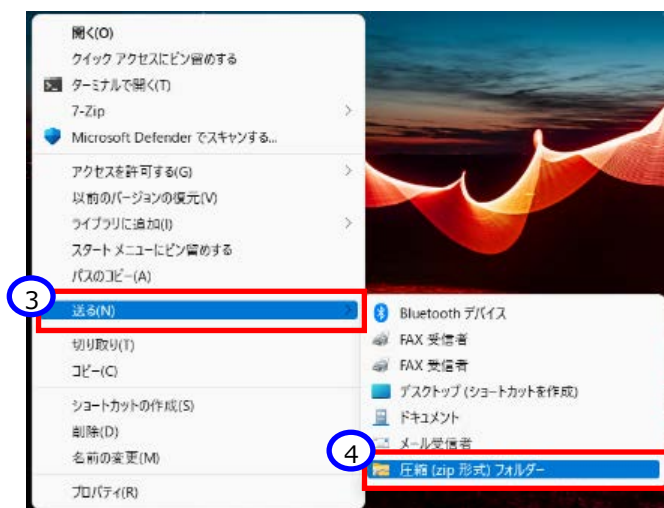 開く(O)
クイック アクセスにピン留めする
ターミナルで開く(T)
7-Zip
Microsoft Defender でスキャンする...
アクセスを許可する(G)
以前のバージョンの復元(V)
ライブラリに追加(I)
スタート メニューにピン留めする
パスのコピー(A)
3
送る(N)
切り取り(T)
コピー(C)
ショートカットの作成(S)
削除(D)
名前の変更(M)
プロパティ(R)
Bluetooth デバイス
FAX 受信者
FAX 受信者
デスクトップ (ショートカットを作成)
ドキュメント
メール受信者
4
圧縮 (zip 形式) フォルダー